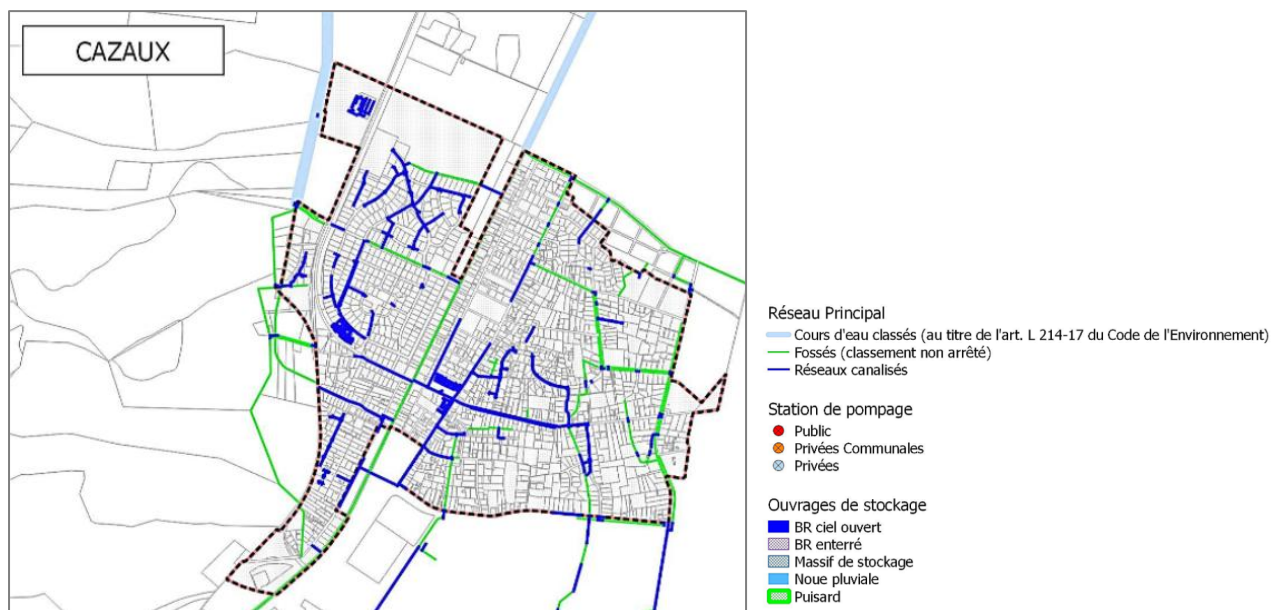 CAZAUX
Réseau Principal
Cours d'eau classés (au titre de l'art. L 214-17 du Code de l'Environnement)
Fossés (classement non arrêté)
Réseaux canalisés
Station de pompage
Public
Privées Communales
Privées
Ouvrages de stockage
BR ciel ouvert
BR enterré
Massif de stockage
Noue pluviale
Puisard